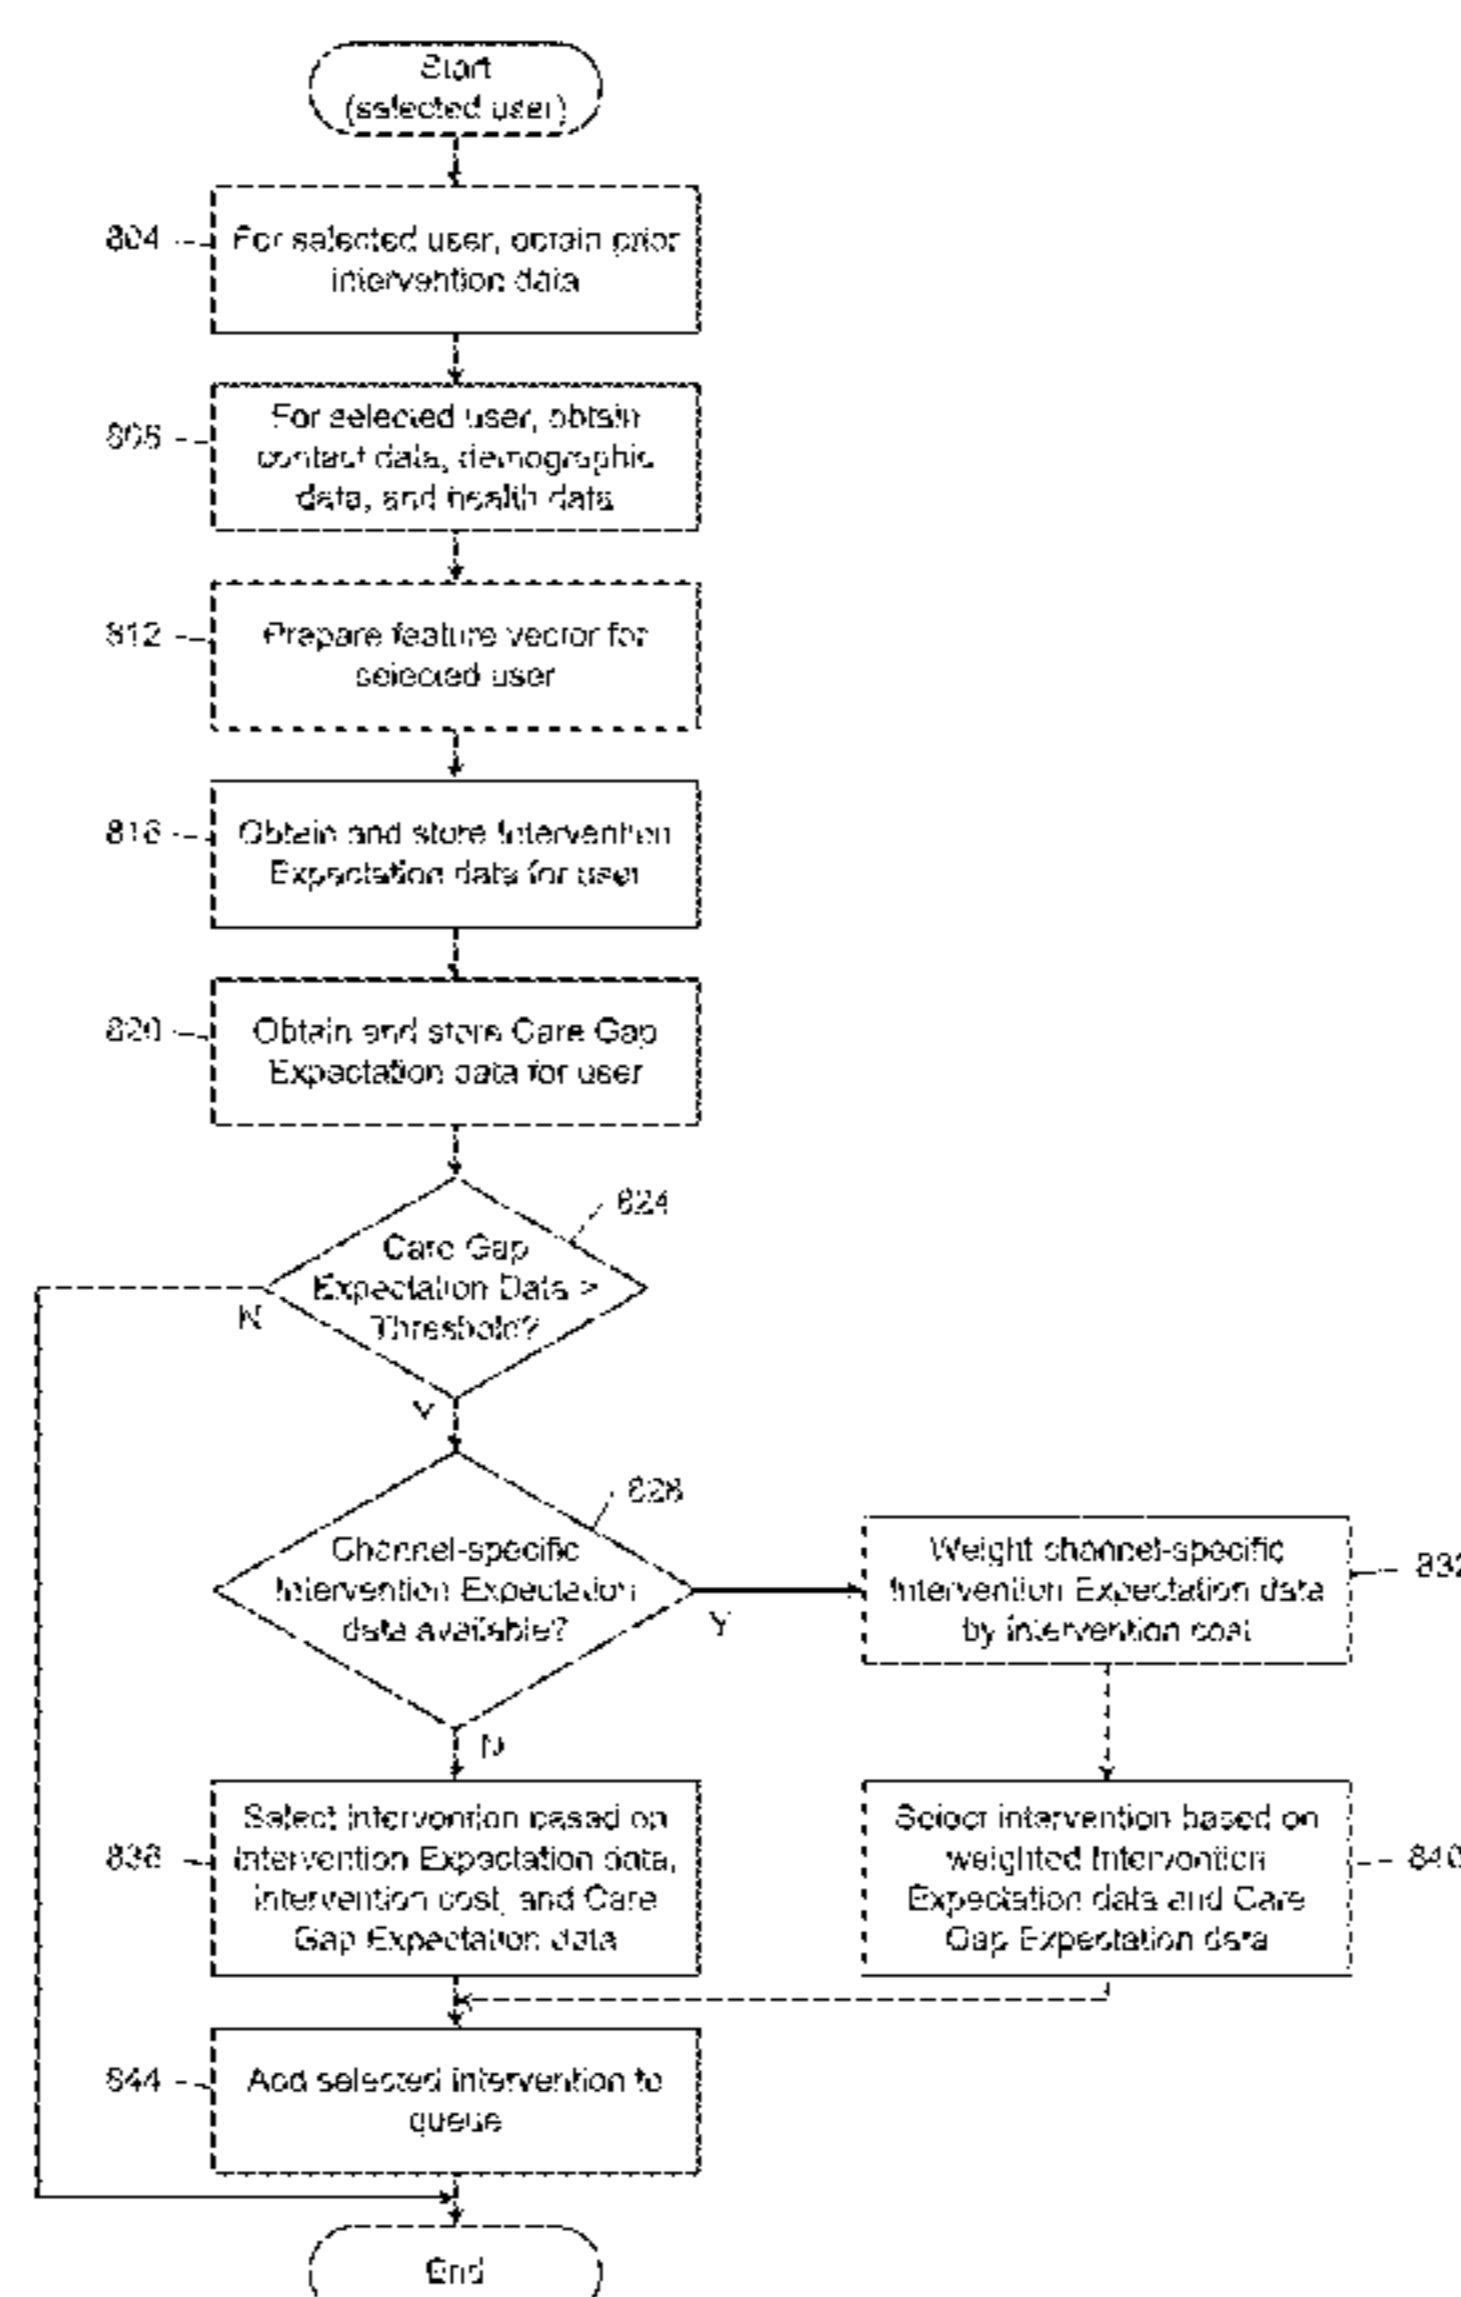 Start
(selected user)
804
For selected user, obtain prior
intervention data
808
For selected user, obtain
contact data, demographic
data, and health data
812
Prepare feature vector for
selected user
816
Obtain and store Intervention
Expectation data for user
820
Obtain and store Care Gap
Expectation data for user
824
Care Gap
Expectation Data >
Threshold?
N
Y
828
Channel-specific
Intervention Expectation
data available?
Y
N
Weight channel-specific
Intervention Expectation data
by intervention cost
832
836
Select intervention based on
Intervention Expectation data,
intervention cost, and Care
Gap Expectation data
Select intervention based on
weighted Intervention
Expectation data and Care
Gap Expectation data
840
844
Add selected intervention to
queue
End